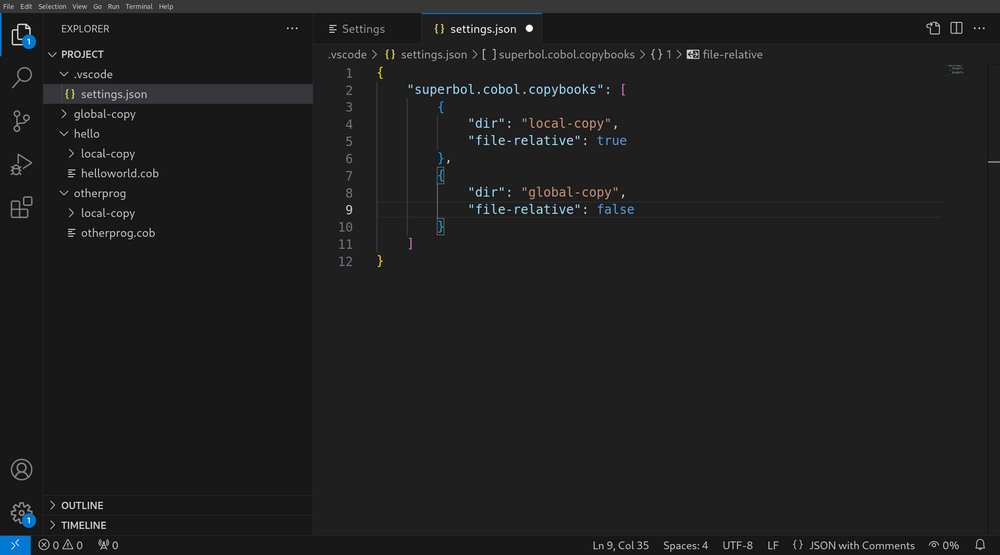 File Edit Selection View Go Run Terminal Help
EXPLORER
PROJECT
.vscode
{} settings.json
global-copy
hello
local-copy
helloworld.cob
otherprog
local-copy
otherprog.cob
OUTLINE
TIMELINE
1
1
Settings
{} settings.json
.vscode > {} settings.json > [ ] superbol.cobol.copybooks > {} 1 > file-relative
1 {
2 "superbol.cobol.copybooks": [
3 {
4 "dir": "local-copy",
5 "file-relative": true
6 },
7 {
8 "dir": "global-copy",
9 "file-relative": false
10 }
11 ]
12 }
0 0 0 Ln 9, Col 35 Spaces: 4 UTF-8 LF {} JSON with Comments 0%